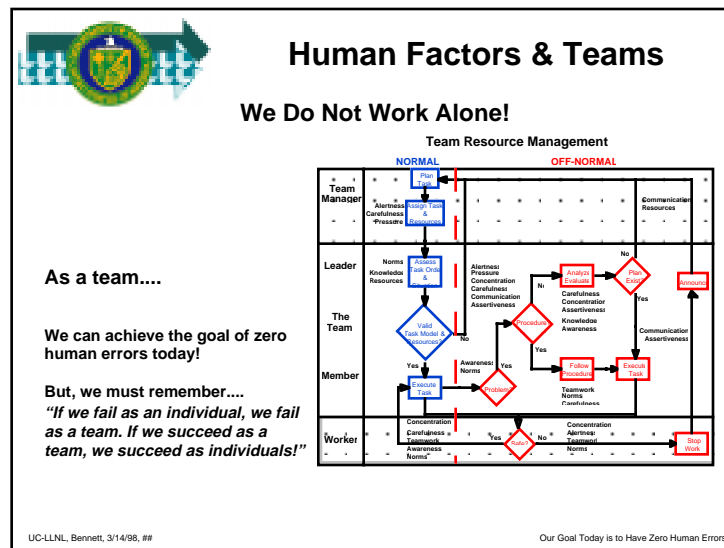 Human Factors & Teams
We Do Not Work Alone!
Team Resource Management
NORMAL
OFF-NORMAL
Team
Manager
Plan
Task
Alertness
Carefulness
Pressure
Assign Task
&
Resources
Communication
Resources
Leader
The
Team
Member
Norms
Knowledge
Resources
Assess
Task Orde
&
Alertness
Pressure
Concentration
Carefulness
Communication
Assertiveness
Analyz
Evaluate
No
Plan
Exist?
Announc
Yes
Carefulness
Concentration
Assertiveness
Knowledge
Awareness
Procedure
Valid
Task Model &
Resources?
No
Communication
Assertiveness
Yes
Yes
Awareness
Norms
Yes
Execute
Task
Problem?
Follow
Procedure
Execut
Task
Teamwork
Norms
Carefulness
Worker
Concentration
Carefulness
Teamwork
Awareness
Norms
Yes
Safe?
No
Concentration
Alertnes
Teamwor
Norms
Stop
Work
As a team....
We can achieve the goal of zero
human errors today!
But, we must remember....
“If we fail as an individual, we fail
as a team. If we succeed as a
team, we succeed as individuals!”
UC-LLNL, Bennett, 3/14/98, ##
Our Goal Today is to Have Zero Human Errors